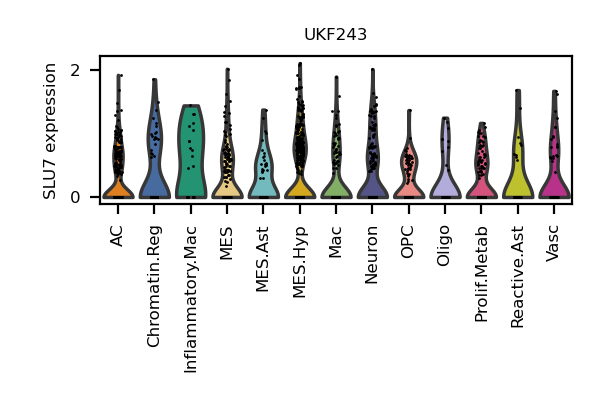 UKF243
SLU7 expression
2
0
AC
Chromatin.Reg
Inflammatory.Mac
MES
MES.Ast
MES.Hyp
Mac
Neuron
OPC
Oligo
Prolif.Metab
Reactive.Ast
Vasc